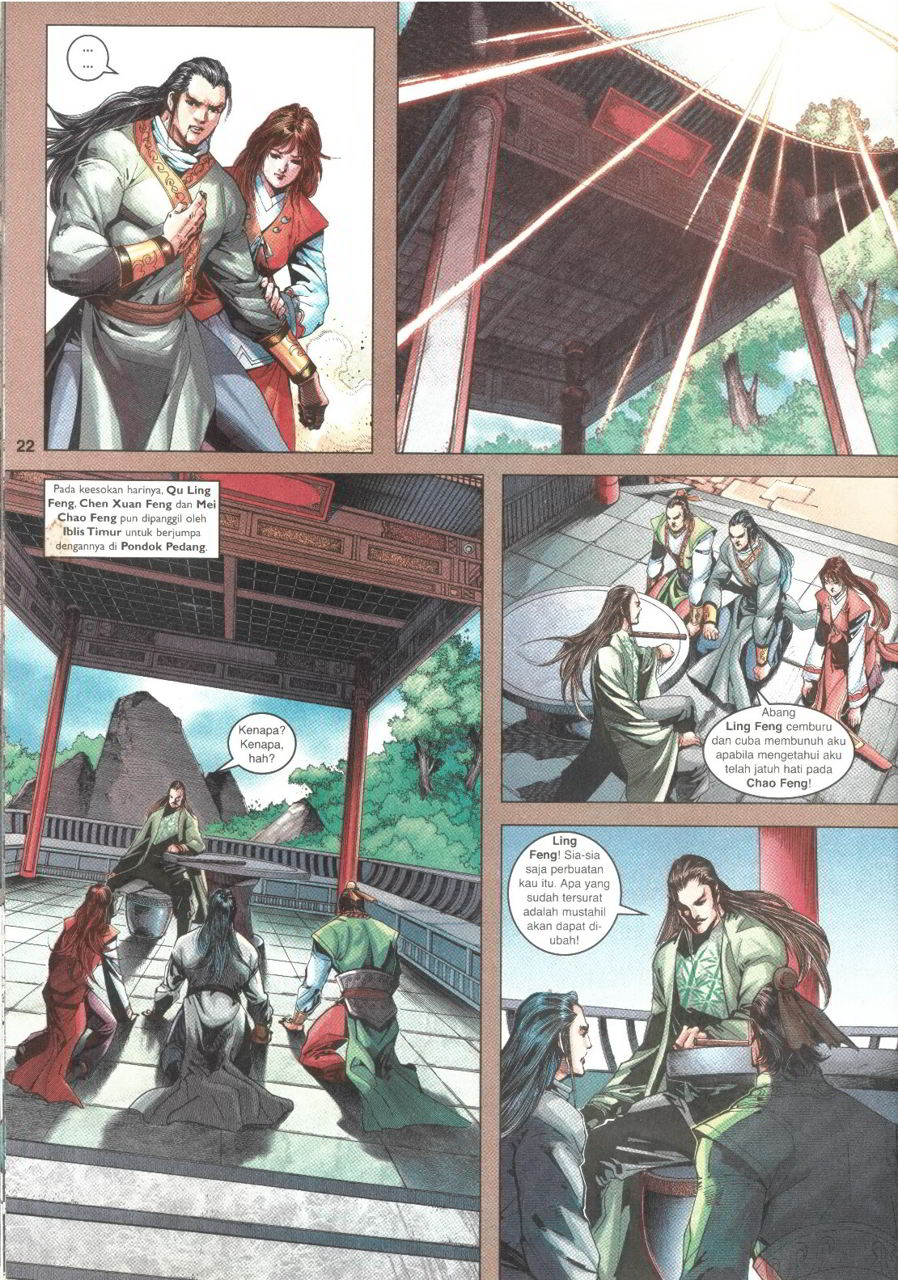 ...
...
22
Pada keesokan harinya, Qu Ling
Feng, Chen Xuan Feng dan Mei
Chao Feng pun dipanggil oleh
Iblis Timur untuk berjumpa
dengannya di Pondok Pedang.
Kenapa?
Kenapa,
hah?
Abang
Ling Feng cemburu
dan cuba membunuh aku
apabila mengetahui aku
telah jatuh hati pada
Chao Feng!
Ling
Feng! Sia-sia
saja perbuatan
kau itu. Apa yang
sudah tersurat
adalah mustahil
akan dapat di-
ubah!